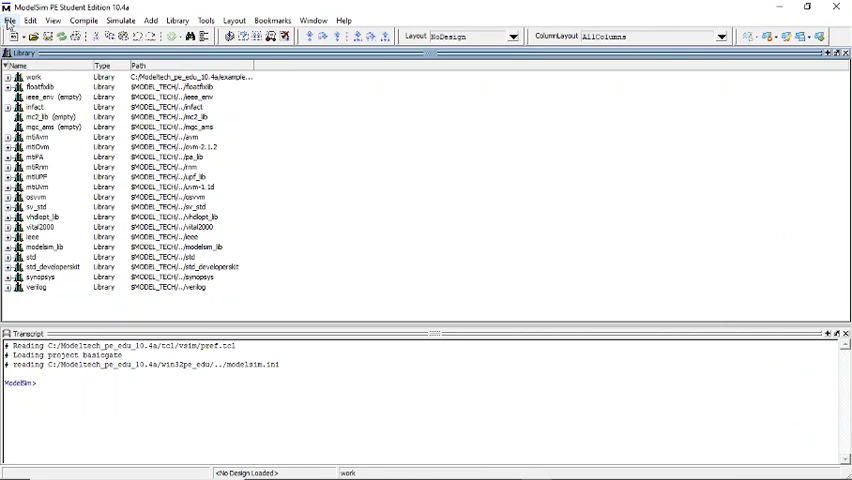 ModelSim PE Student Edition 10.4a
File Edit View Compile Simulate Add Library Tools Layout Bookmarks Window Help
Layout NoDesign ColumnLayout AllColumns
Library
Name Type Path
work Library C:/Modeltech_pe_edu_10.4a/example...
floatfixlib Library $MODEL_TECH/../floatfixlib
ieee_env (empty) Library $MODEL_TECH/../ieee_env
infact Library $MODEL_TECH/../infact
mc2_lib (empty) Library $MODEL_TECH/../mc2_lib
mgc_ams (empty) Library $MODEL_TECH/../mgc_ams
mtiAvm Library $MODEL_TECH/../avm
mtiOvm Library $MODEL_TECH/../ovm-2.1.2
mtiPA Library $MODEL_TECH/../pa_lib
mtiRnm Library $MODEL_TECH/../rnm
mtiUPF Library $MODEL_TECH/../upf_lib
mtiUvm Library $MODEL_TECH/../uvm-1.1d
osvvm Library $MODEL_TECH/../osvvm
sv_std Library $MODEL_TECH/../sv_std
vhdlopt_lib Library $MODEL_TECH/../vhdlopt_lib
vital2000 Library $MODEL_TECH/../vital2000
ieee Library $MODEL_TECH/../ieee
modelsim_lib Library $MODEL_TECH/../modelsim_lib
std Library $MODEL_TECH/../std
std_developerskit Library $MODEL_TECH/../std_developerskit
synopsys Library $MODEL_TECH/../synopsys
verilog Library $MODEL_TECH/../verilog
Transcript
# Reading C:/Modeltech_pe_edu_10.4a/tcl/vsim/pref.tcl
# Loading project basicgate
# reading C:/Modeltech_pe_edu_10.4a/win32pe_edu/../modelsim.ini
ModelSim>
<No Design Loaded> work